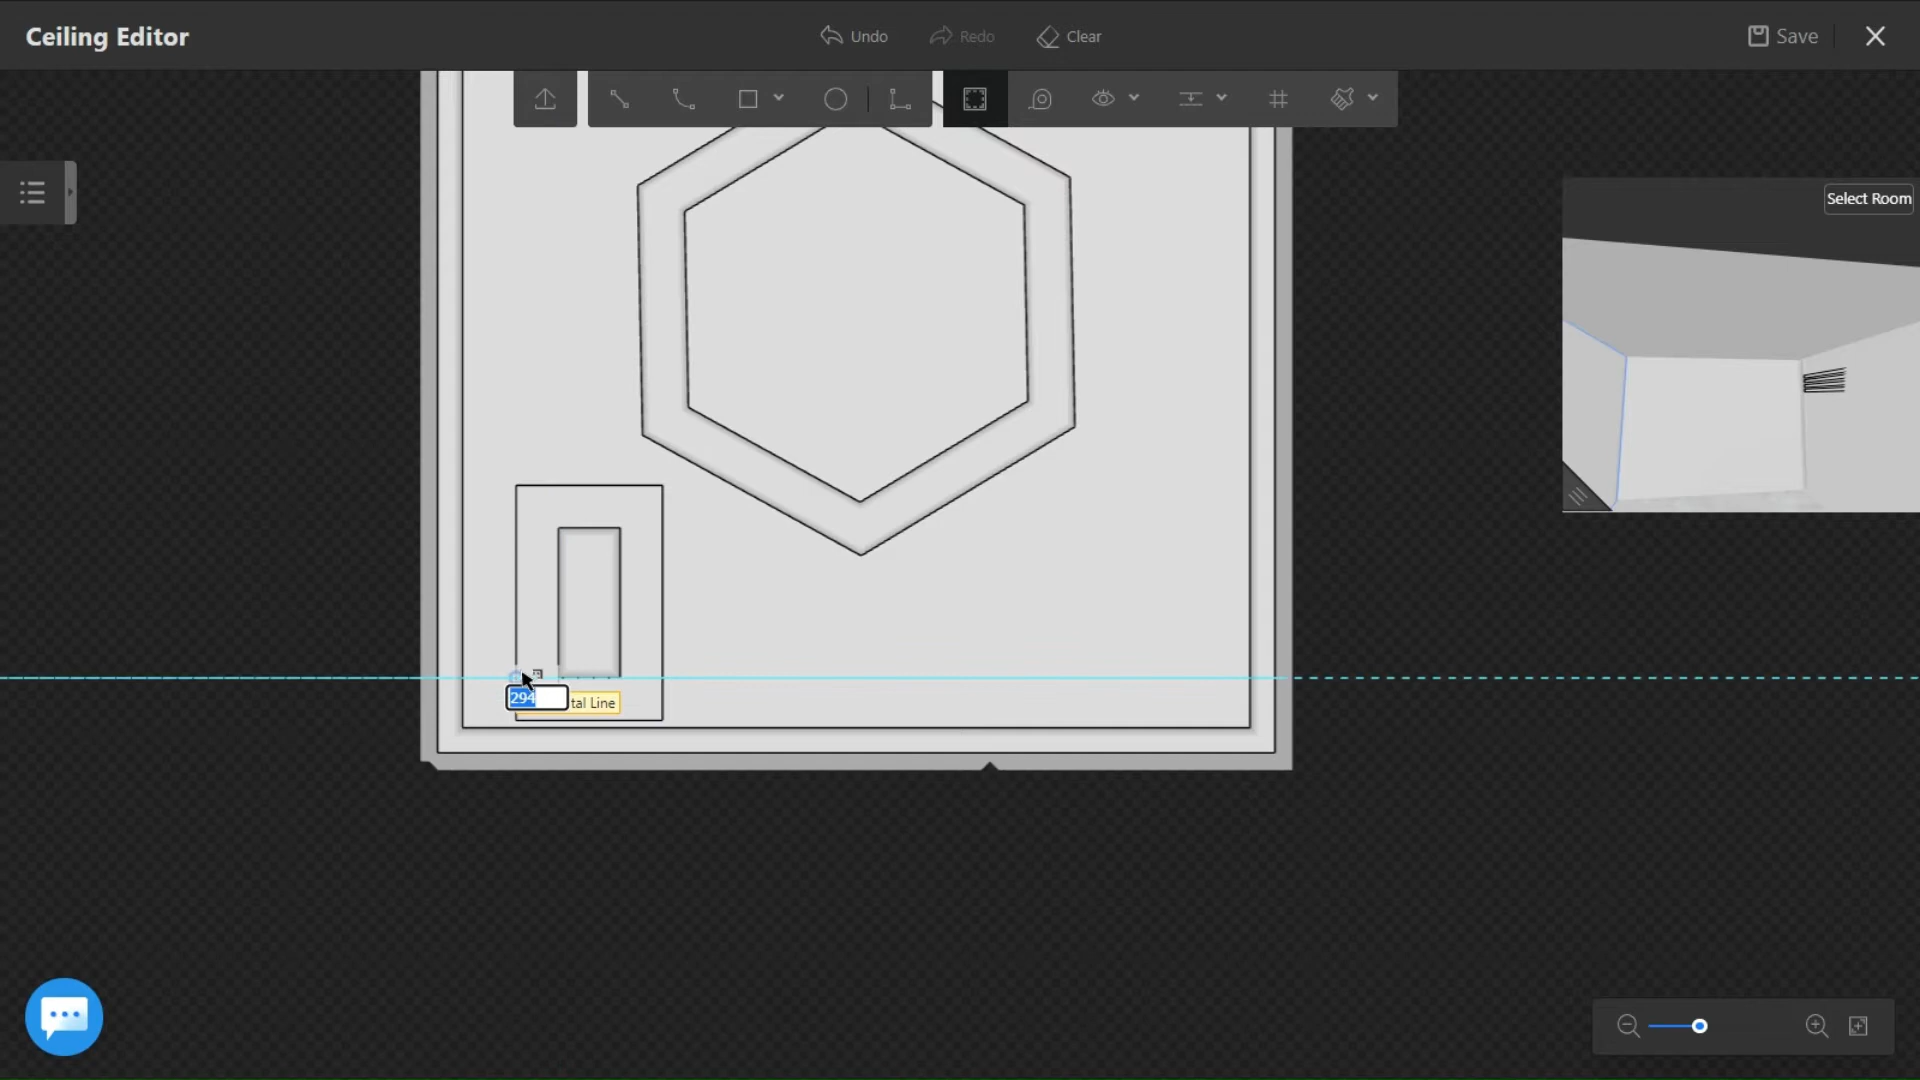 Ceiling Editor
Undo
Redo
Clear
Save
Select Room
294
tal Line